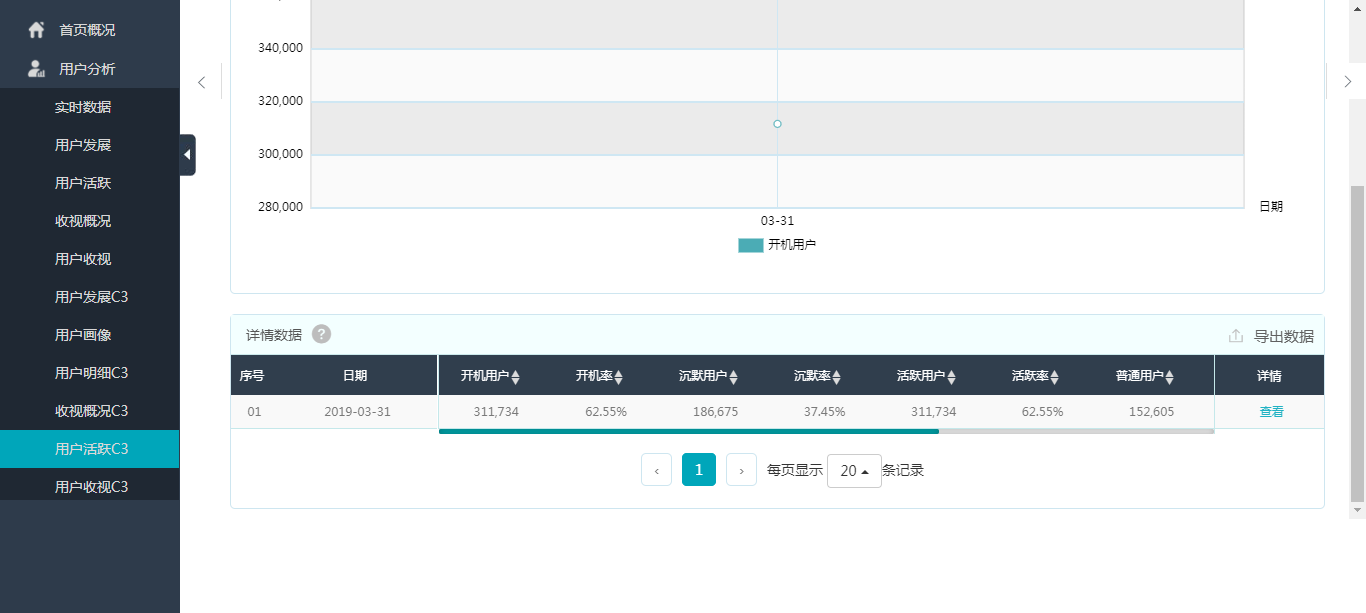 首页概况
用户分析
实时数据
用户发展
用户活跃
收视概况
用户收视
用户发展C3
用户画像
用户明细C3
收视概况C3
用户活跃C3
用户收视C3
340,000
320,000
300,000
280,000
03-31
日期
开机用户
详情数据 ?
导出数据
序号 日期 开机用户 开机率 沉默用户 沉默率 活跃用户 活跃率 普通用户 详情
01 2019-03-31 311,734 62.55% 186,675 37.45% 311,734 62.55% 152,605 查看
‹ 1 › 每页显示 20 条记录